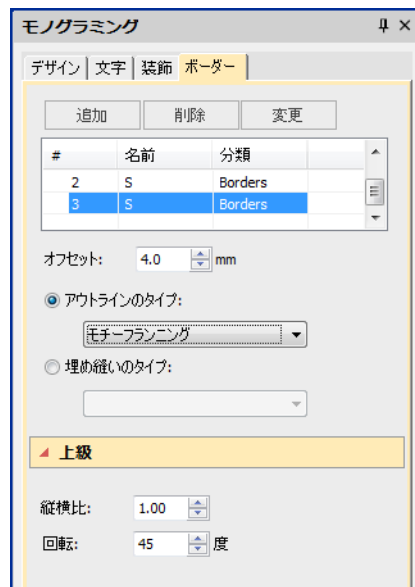 モノグラミング
デザイン 文字 装飾 ボーダー
追加 削除 変更
# 名前 分類
2 S Borders
3 S Borders
オフセット: 4.0 mm
アウトラインのタイプ:
モチーフランニング
埋め縫いのタイプ:
上級
縦横比: 1.00
回転: 45 度